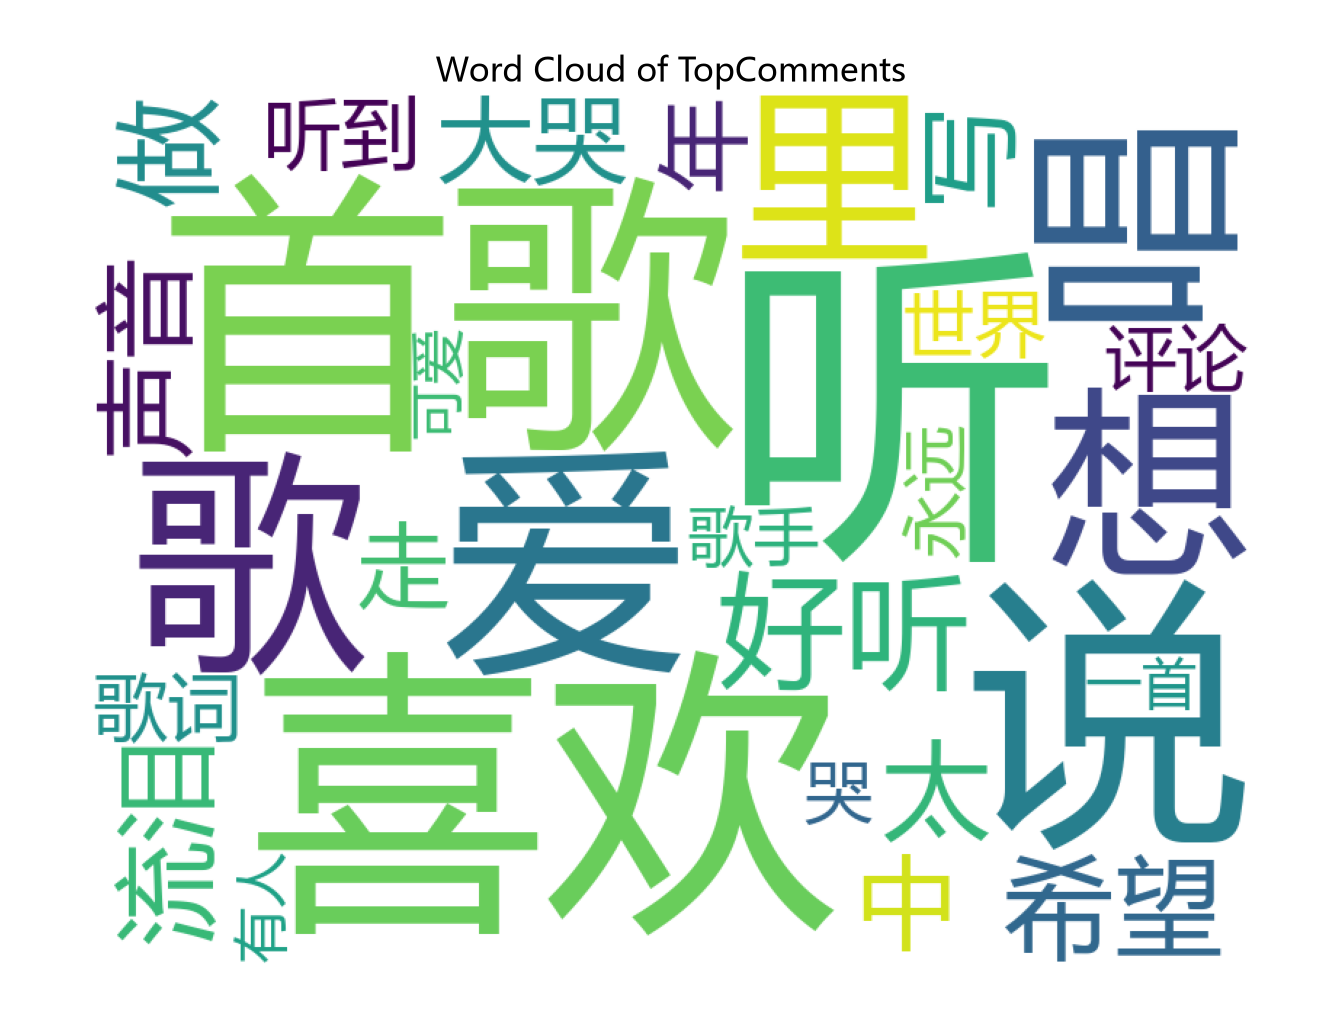 Word Cloud of TopComments
做
听到
大哭
年
里
写
唱
首歌
听
声音
可爱
世界
评论
想
永远
歌
爱
走
歌手
好听
说
一首
喜欢
歌词
流泪
有人
哭
太
中
希望